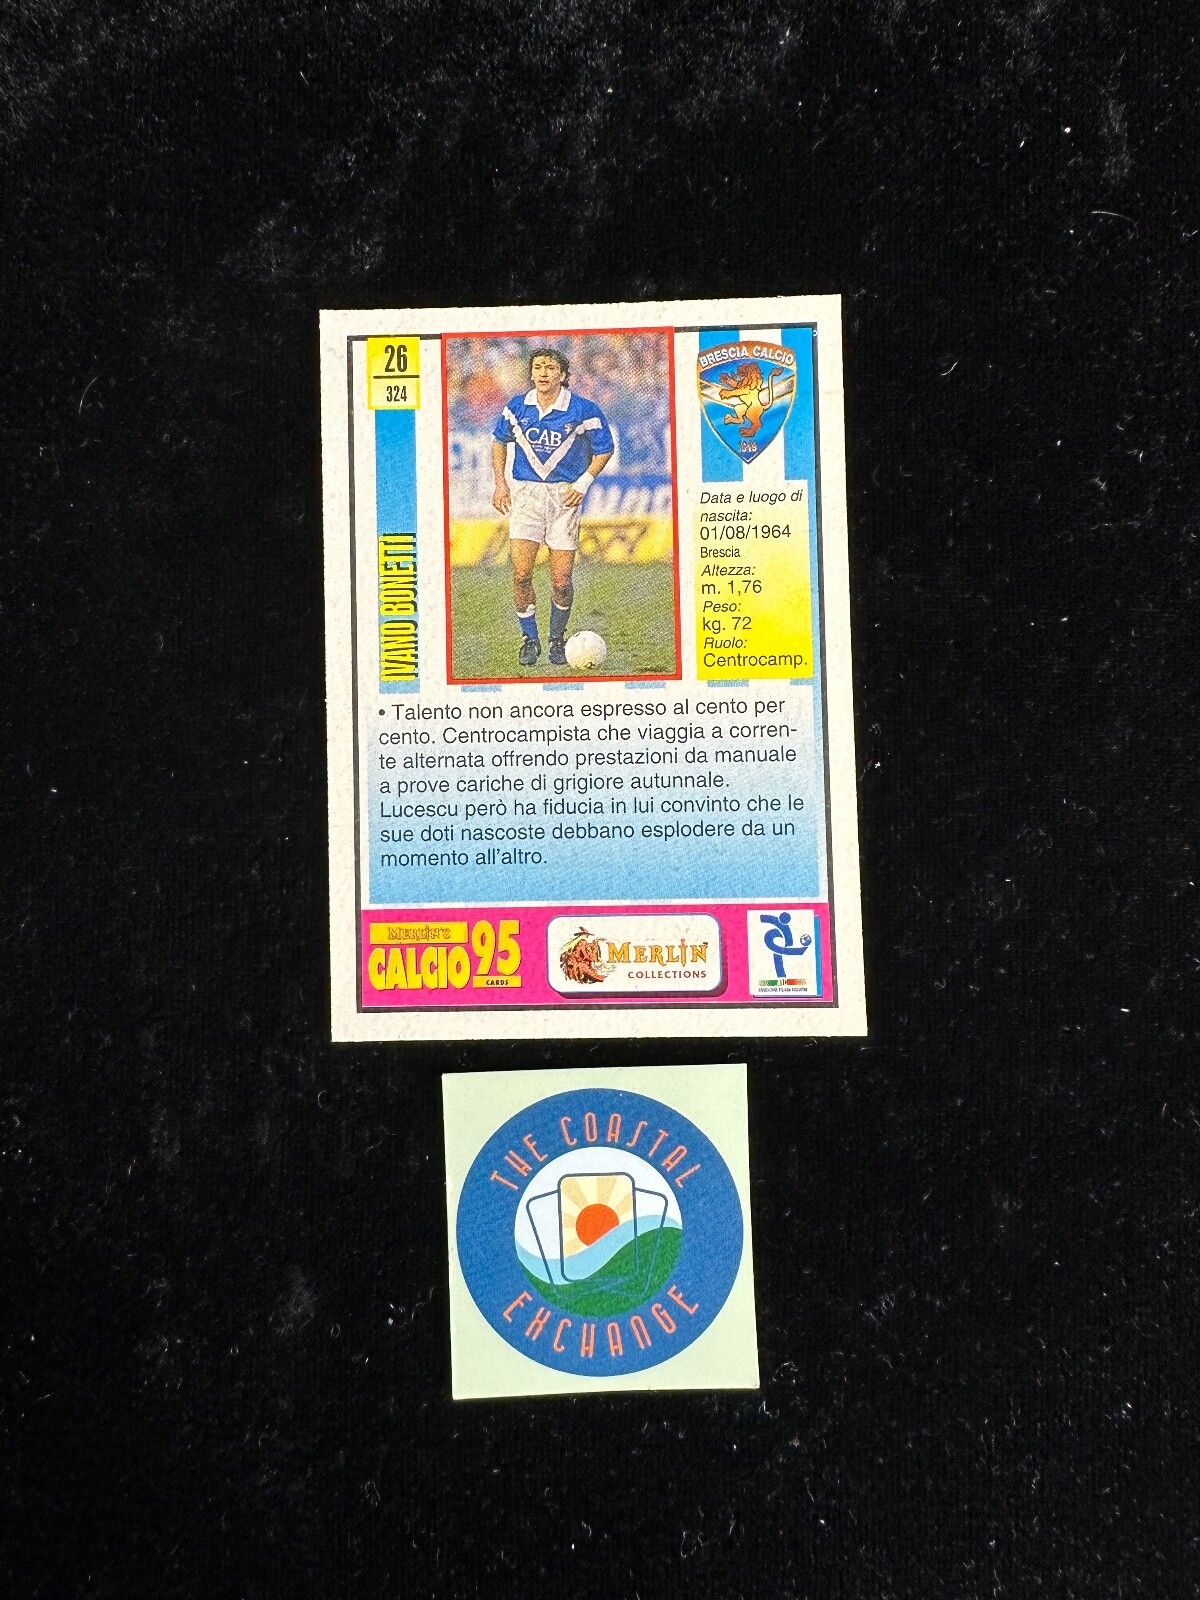 26
324
IVANO BONETTI
CAB
BRESCIA CALCIO
Data e luogo di
nascita:
01/08/1964
Brescia
Altezza:
m. 1,76
Peso:
kg. 72
Ruolo:
Centrocamp.
• Talento non ancora espresso al cento per
cento. Centrocampista che viaggia a corren-
te alternata offrendo prestazioni da manuale
a prove cariche di grigiore autunnale.
Lucescu però ha fiducia in lui convinto che le
sue doti nascoste debbano esplodere da un
momento all'altro.
MERLIN'S
CALCIO 95
CARDS
MERLIN
COLLECTIONS
THE COASTAL
EXCHANGE